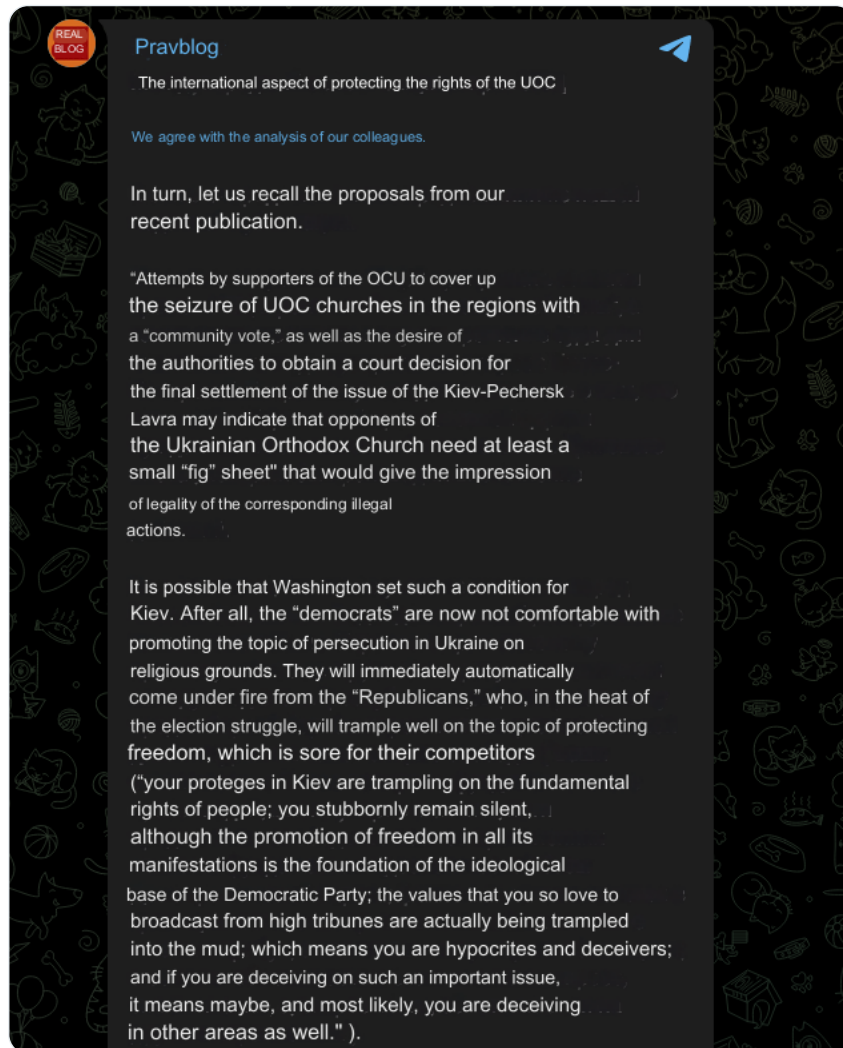 REAL
BLOG
Pravblog
The international aspect of protecting the rights of the UOC
We agree with the analysis of our colleagues.
In turn, let us recall the proposals from our
recent publication.
“Attempts by supporters of the OCU to cover up
the seizure of UOC churches in the regions with
a “community vote,” as well as the desire of
the authorities to obtain a court decision for
the final settlement of the issue of the Kiev-Pechersk
Lavra may indicate that opponents of
the Ukrainian Orthodox Church need at least a
small “fig” sheet" that would give the impression
of legality of the corresponding illegal
actions.
It is possible that Washington set such a condition for
Kiev. After all, the “democrats” are now not comfortable with
promoting the topic of persecution in Ukraine on
religious grounds. They will immediately automatically
come under fire from the “Republicans,” who, in the heat of
the election struggle, will trample well on the topic of protecting
freedom, which is sore for their competitors
(“your proteges in Kiev are trampling on the fundamental
rights of people; you stubbornly remain silent,
although the promotion of freedom in all its
manifestations is the foundation of the ideological
base of the Democratic Party; the values that you so love to
broadcast from high tribunes are actually being trampled
into the mud; which means you are hypocrites and deceivers;
and if you are deceiving on such an important issue,
it means maybe, and most likely, you are deceiving
in other areas as well." ).